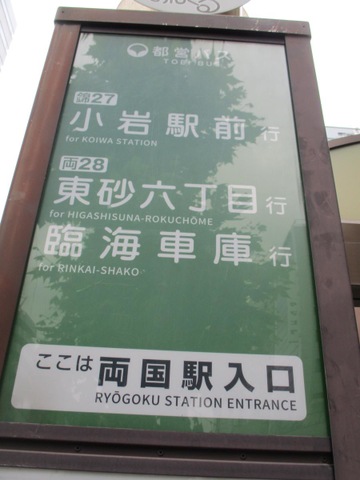 都営バス
TOEI BUS
錦27
小岩駅前行
for KOIWA STATION
両28
東砂六丁目行
for HIGASHISUNA-ROKUCHŌME
臨海車庫行
for RINKAI-SHAKO
ここは 両国駅入口
RYŌGOKU STATION ENTRANCE